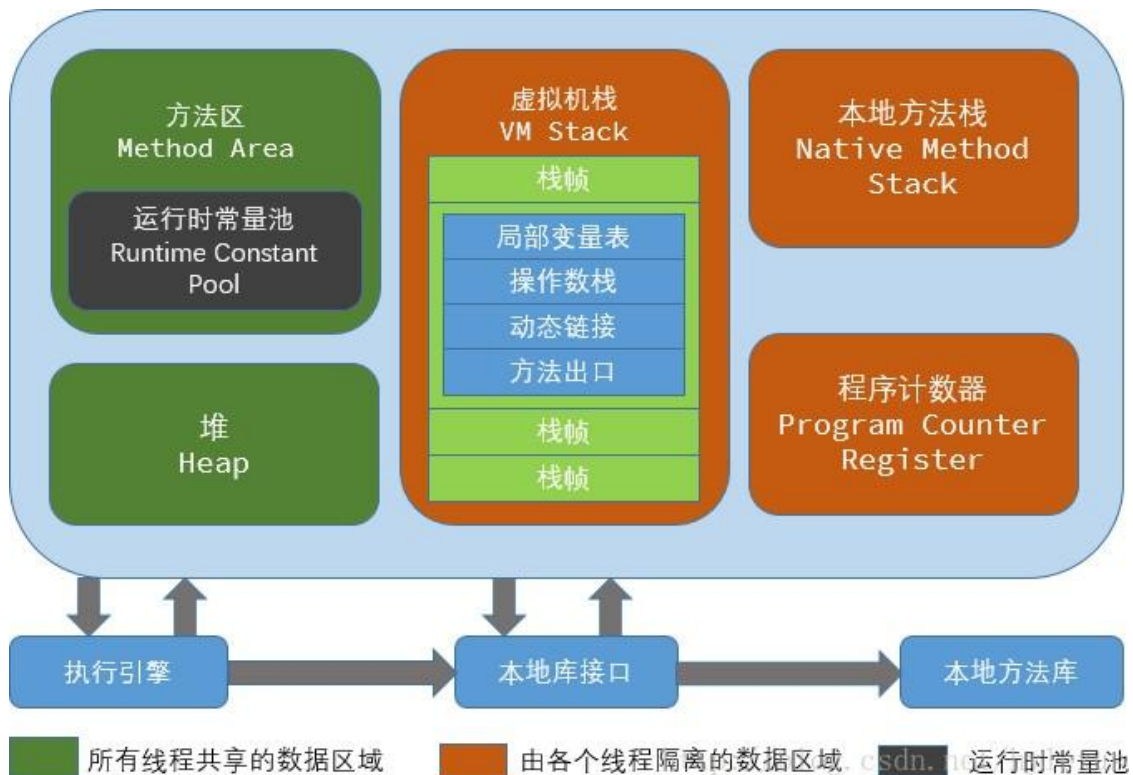 方法区
Method Area
运行时常量池
Runtime Constant
Pool
堆
Heap
虚拟机栈
VM Stack
栈帧
局部变量表
操作数栈
动态链接
方法出口
栈帧
栈帧
本地方法栈
Native Method
Stack
程序计数器
Program Counter
Register
执行引擎
本地库接口
本地方法库
所有线程共享的数据区域
由各个线程隔离的数据区域
运行时常量池
csdn.